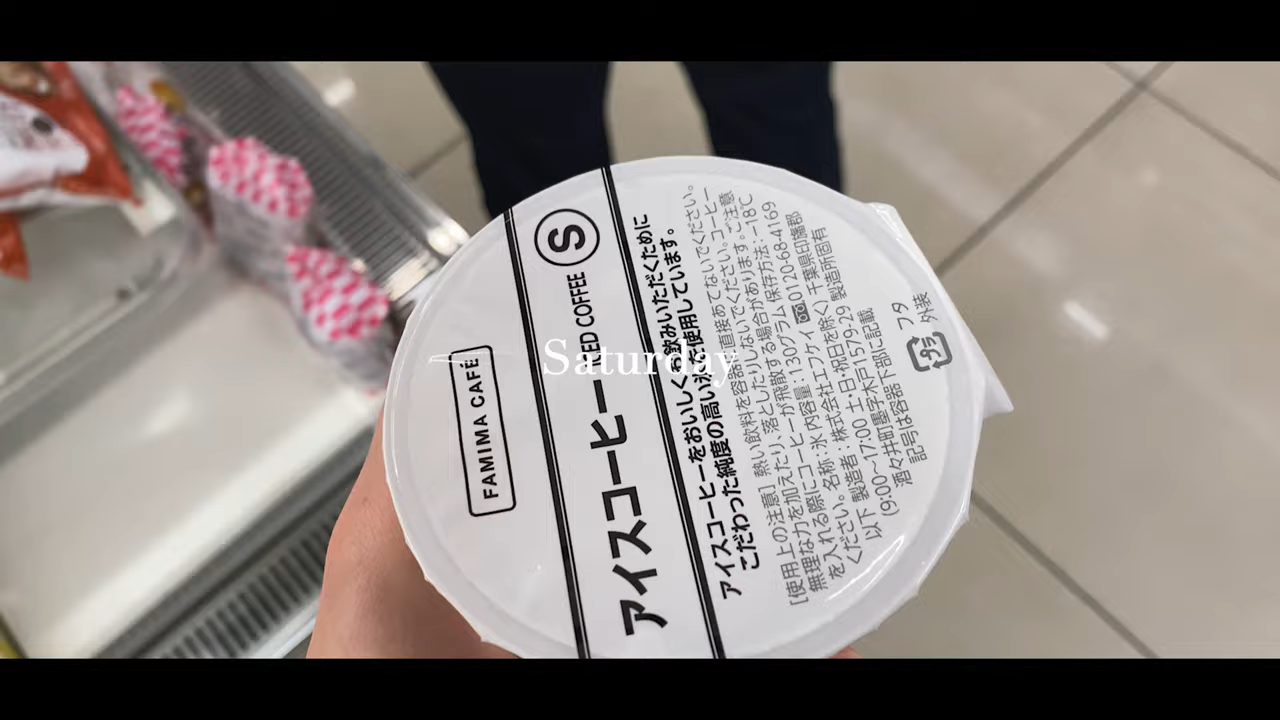 FAMIMA CAFÉ
アイスコーヒー ICED COFFEE S
アイスコーヒーをおいしくお飲みいただくために
こだわった純度の高い氷を使用しています。
[使用上の注意] 熱い飲料を容器に直接あてないでください。
無理な力を加えたり、落としたりしないでください。コーヒー
を入れる際にコーヒーが飛散する場合があります。ご注意
ください。名称:氷 内容量:130グラム 保存方法:-18℃
以下 製造者:株式会社エフケイ 0120-68-4169
(9:00~17:00 土・日・祝日を除く) 千葉県印旛郡
酒々井町墨字木戸1579-29 製造所固有
記号は容器下部に記載
プラ
フタ
外装
Saturday